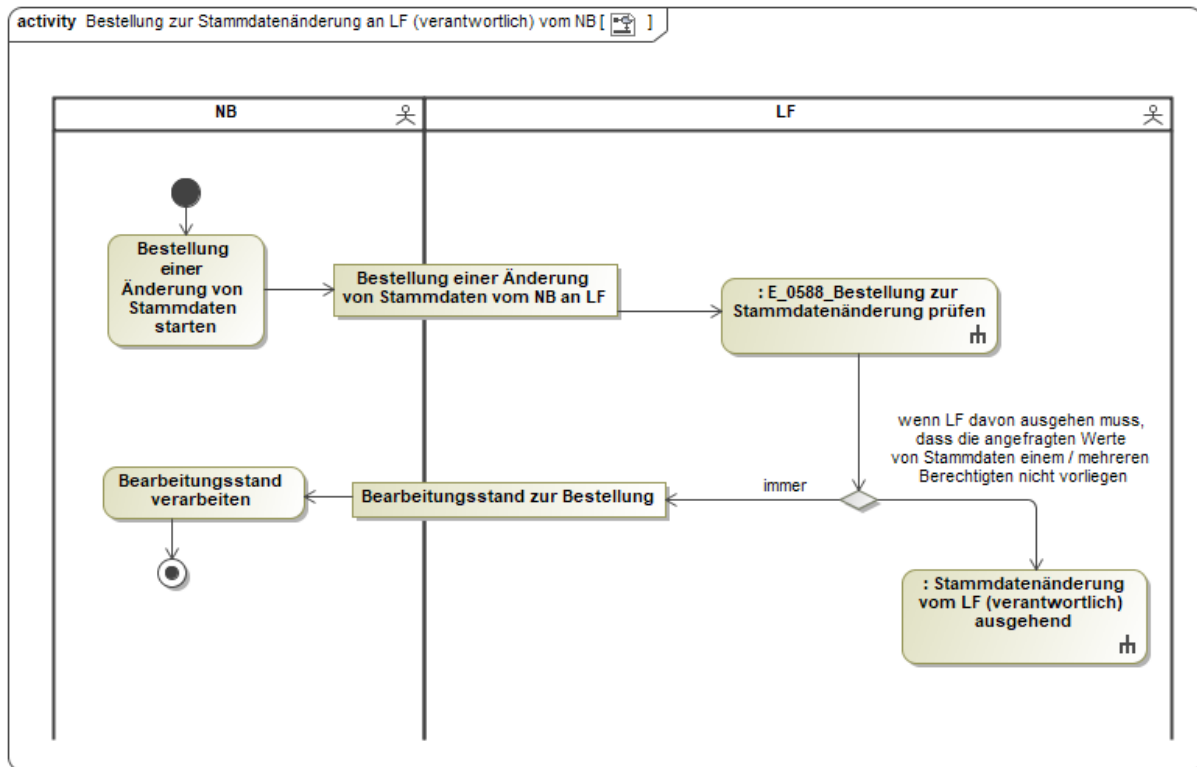 activity Bestellung zur Stammdatenänderung an LF (verantwortlich) vom NB [ ]
NB
LF
Bestellung
einer
Änderung von
Stammdaten
starten
Bestellung einer Änderung
von Stammdaten vom NB an LF
: E_0588_Bestellung zur
Stammdatenänderung prüfen
wenn LF davon ausgehen muss,
dass die angefragten Werte
von Stammdaten einem / mehreren
Berechtigten nicht vorliegen
immer
Bearbeitungsstand zur Bestellung
Bearbeitungsstand
verarbeiten
: Stammdatenänderung
vom LF (verantwortlich)
ausgehend